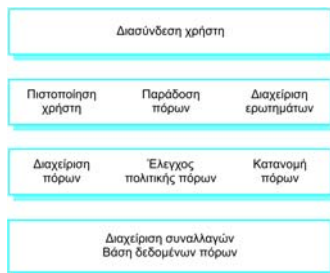 Διασύνδεση χρήστη
Πιστοποίηση χρήστη
Παράδοση πόρων
Διαχείριση ερωτημάτων
Διαχείριση πόρων
Έλεγχος πολιτικής πόρων
Κατανομή πόρων
Διαχείριση συναλλαγών
Βάση δεδομένων πόρων